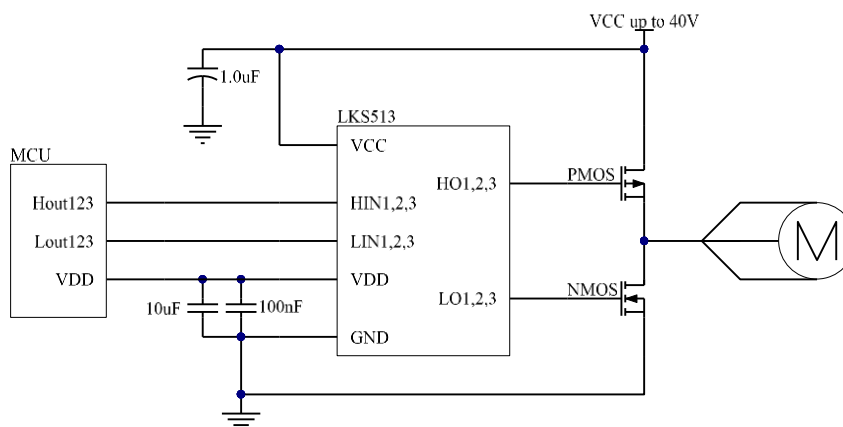 VCC up to 40V
1.0uF
LKS513
VCC
MCU
HO1,2,3
PMOS
Hout123
HIN1,2,3
Lout123
LIN1,2,3
M
VDD
VDD
10uF
100nF
LO1,2,3
NMOS
GND